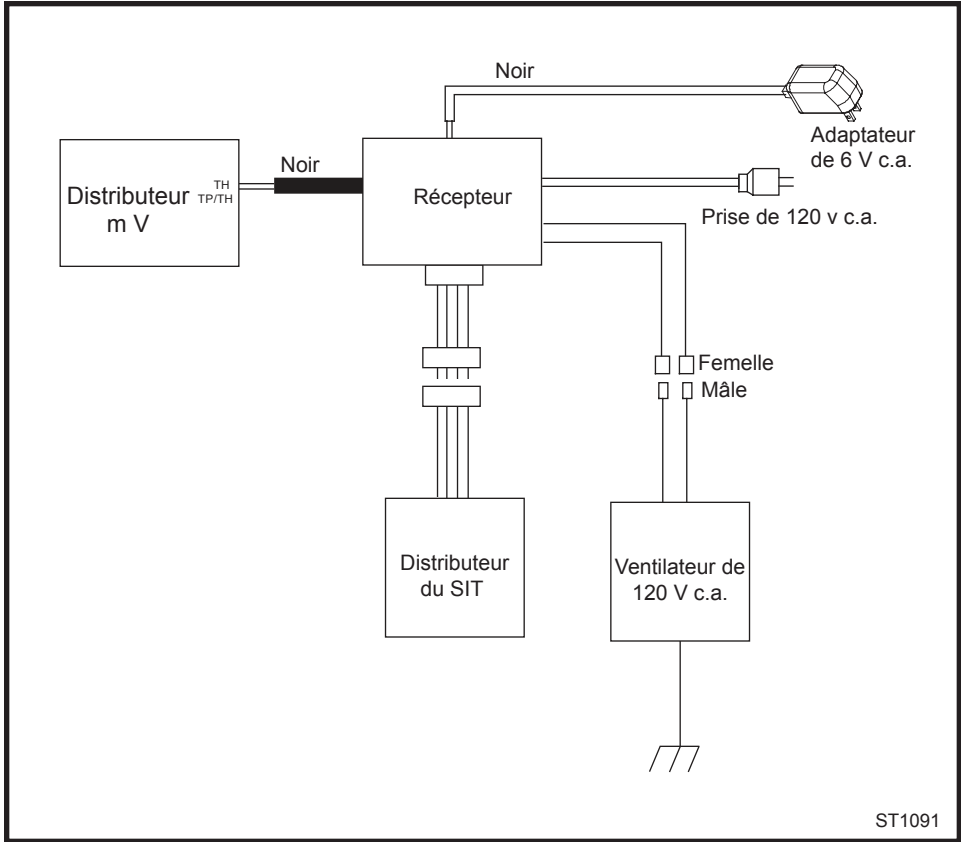 Noir
Adaptateur
de 6 V c.a.
Noir
Distributeur
m V
TH
TP/TH
Récepteur
Prise de 120 v c.a.
Femelle
Mâle
Distributeur
du SIT
Ventilateur de
120 V c.a.
ST1091